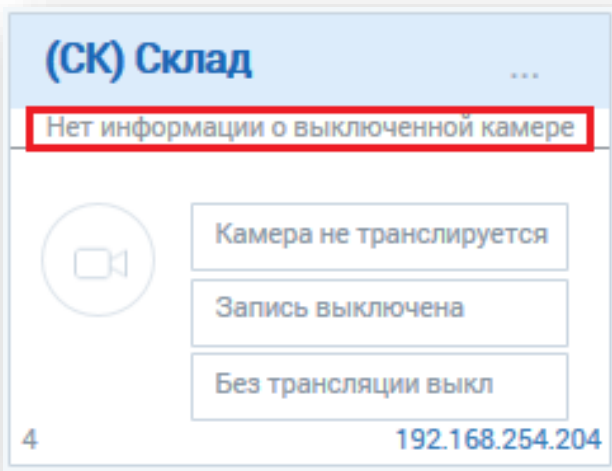 (СК) Склад ...
Нет информации о выключенной камере
Камера не транслируется
Запись выключена
Без трансляции выкл
4 192.168.254.204